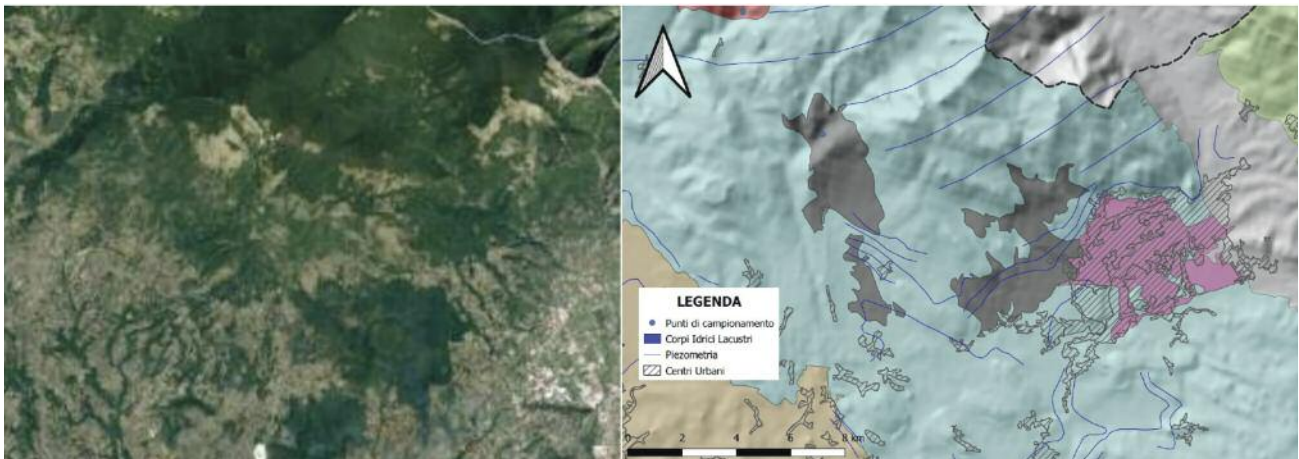 LEGENDA
Punti di campionamento
Corpi Idrici Lacustri
Piezometria
Centri Urbani
0 2 4 6 8 km